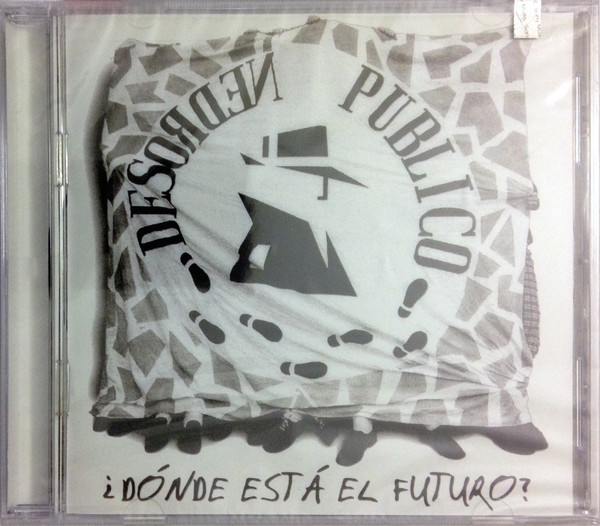 DESORDEN PUBLICO
¿DÓNDE ESTÁ EL FUTURO?